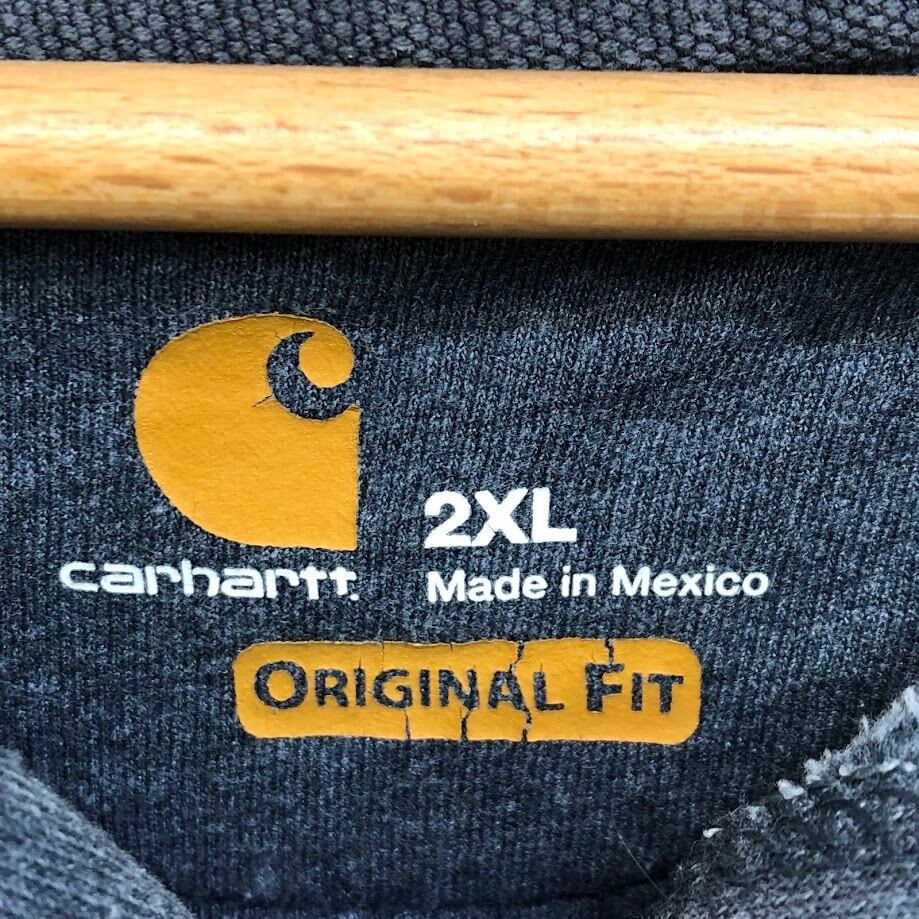 2XL
carhartt.
Made in Mexico
ORIGINAL FIT